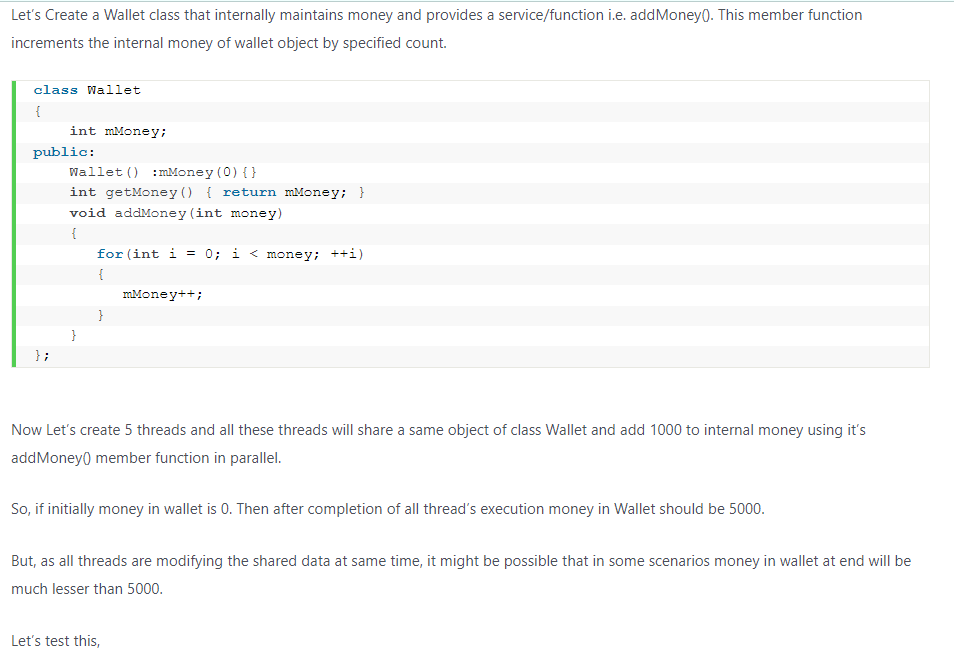 Let's Create a Wallet class that internally maintains money and provides a service/function i.e. addMoney(). This member function
increments the internal money of wallet object by specified count.
class Wallet
{
    int mMoney;
public:
    Wallet() :mMoney(0){}
    int getMoney() { return mMoney; }
    void addMoney(int money)
    {
       for(int i = 0; i < money; ++i)
       {
          mMoney++;
       }
    }
};
Now Let's create 5 threads and all these threads will share a same object of class Wallet and add 1000 to internal money using it's
addMoney() member function in parallel.
So, if initially money in wallet is 0. Then after completion of all thread's execution money in Wallet should be 5000.
But, as all threads are modifying the shared data at same time, it might be possible that in some scenarios money in wallet at end will be
much lesser than 5000.
Let's test this,